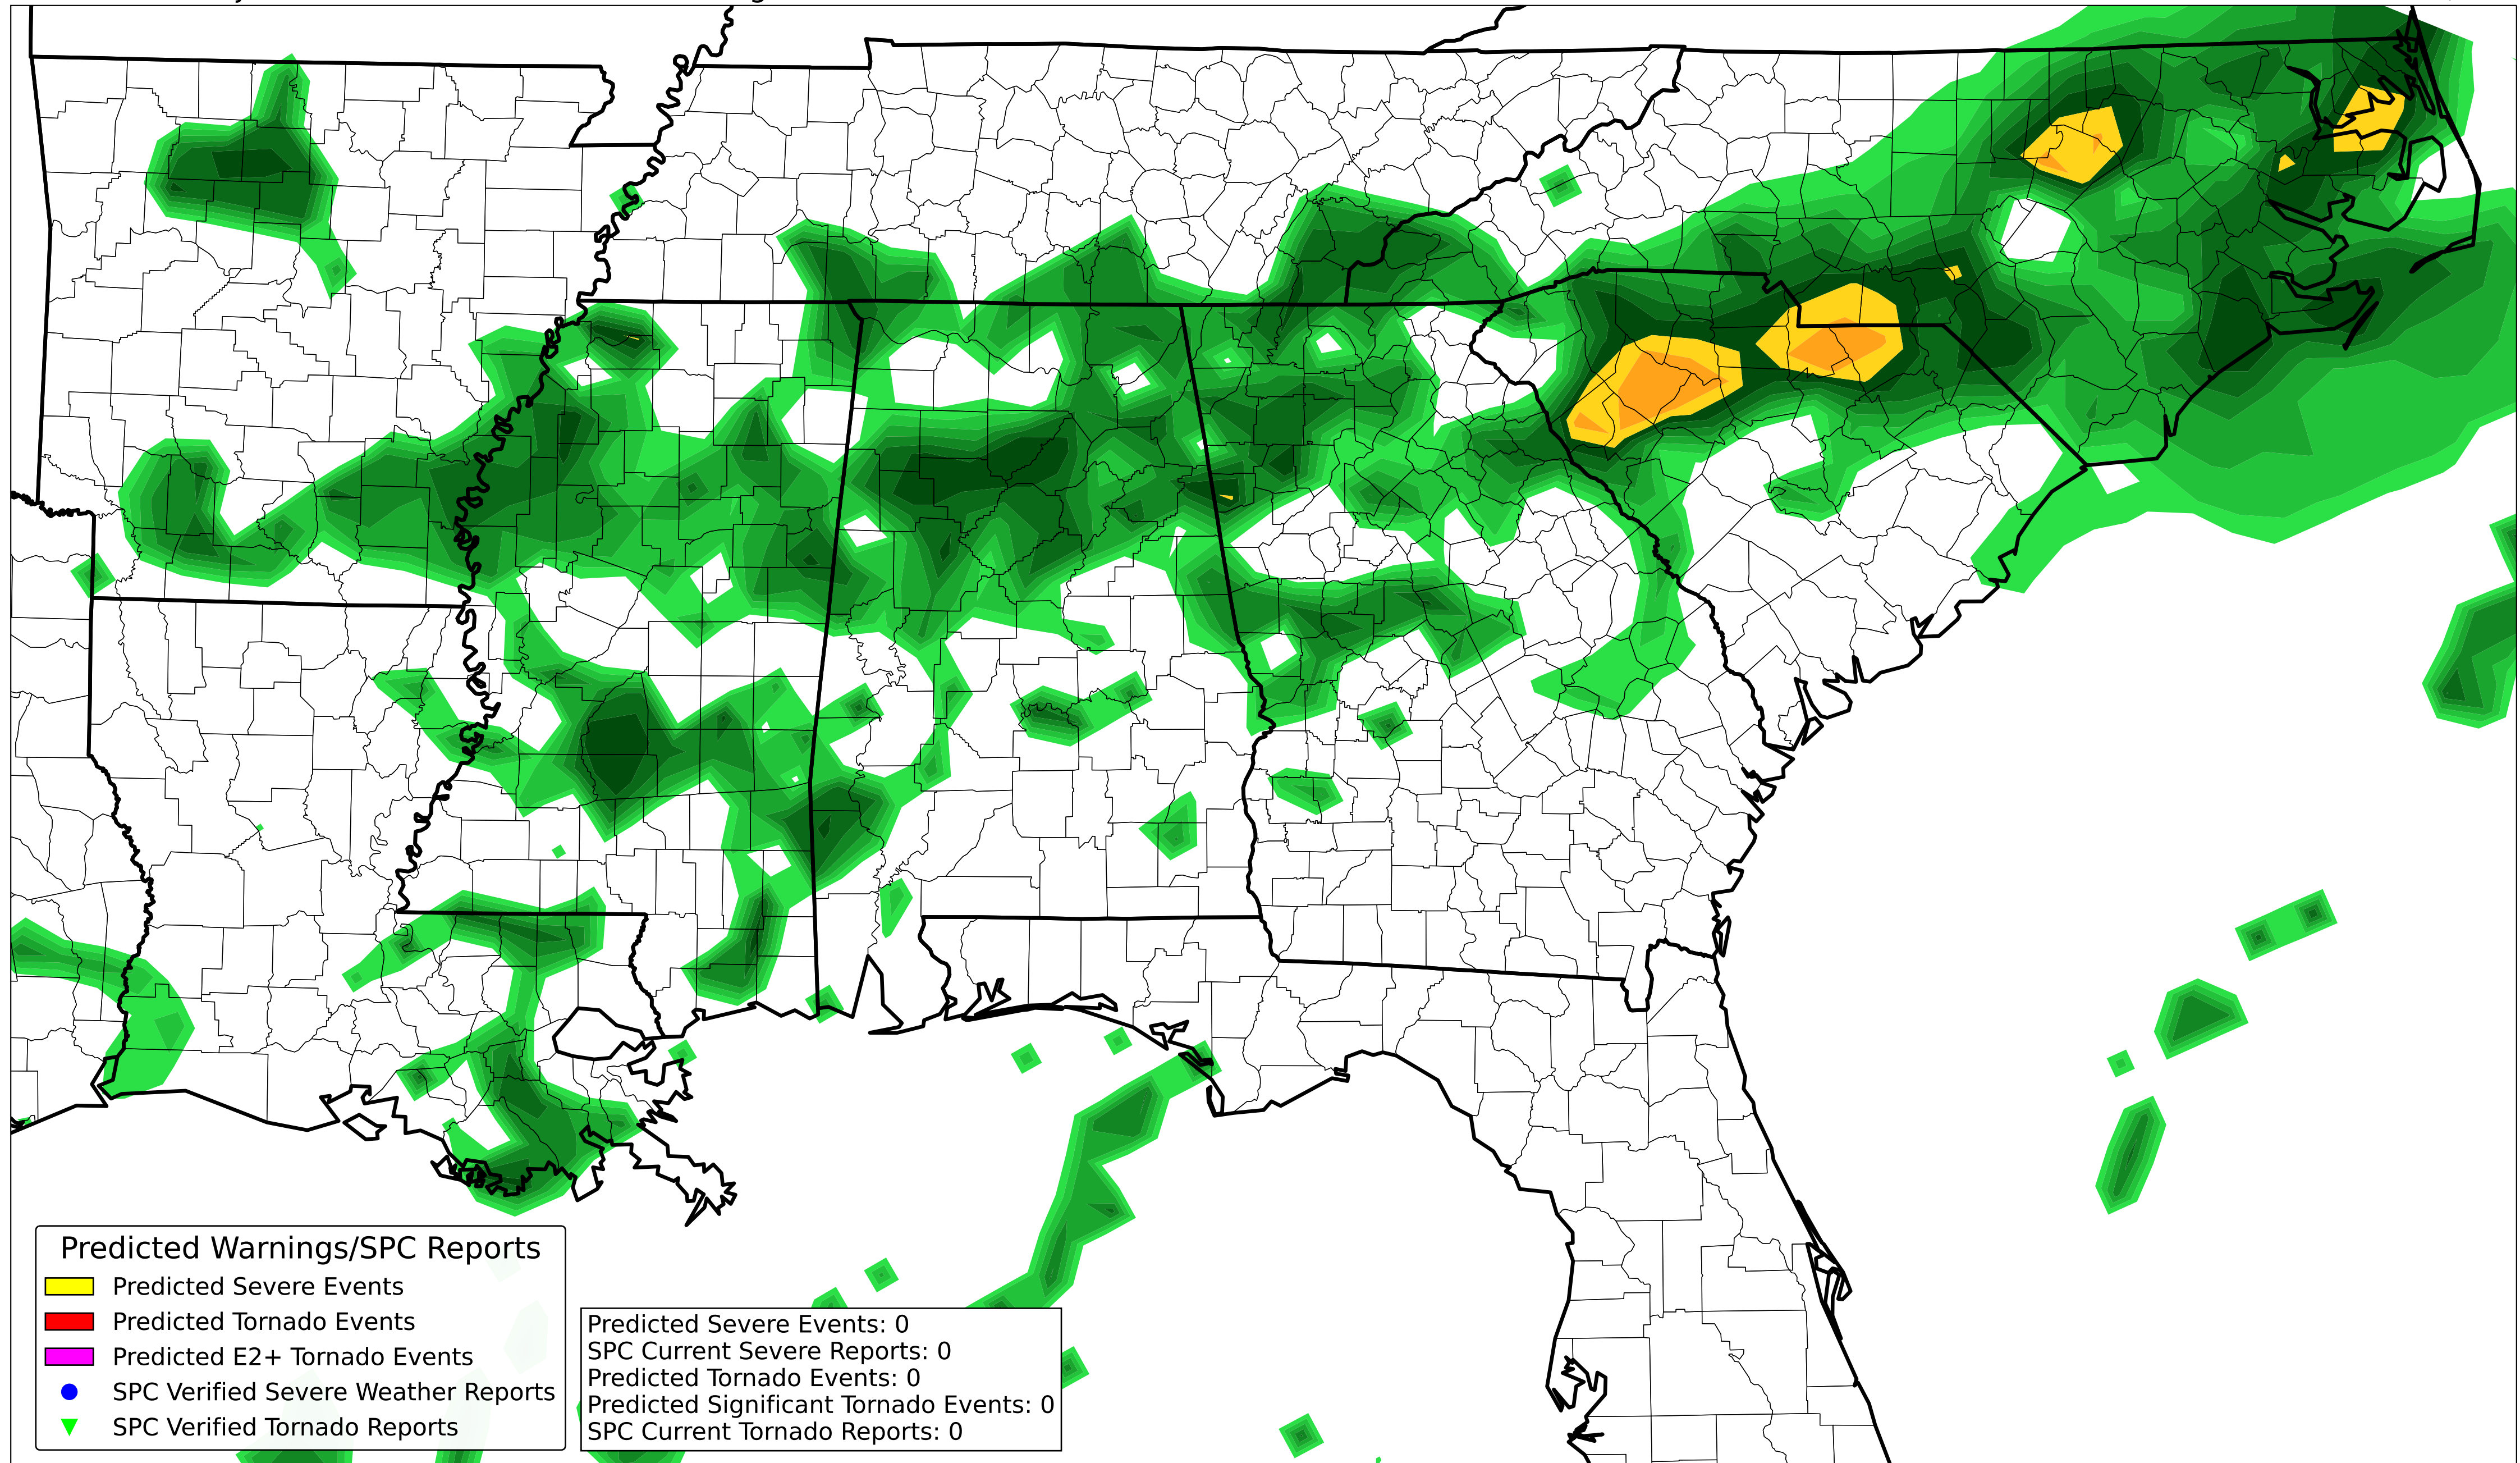 Predicted Warnings/SPC Reports
Predicted Severe Events
Predicted Tornado Events
Predicted E2+ Tornado Events
SPC Verified Severe Weather Reports
SPC Verified Tornado Reports
Predicted Severe Events: 0
SPC Current Severe Reports: 0
Predicted Tornado Events: 0
Predicted Significant Tornado Events: 0
SPC Current Tornado Reports: 0